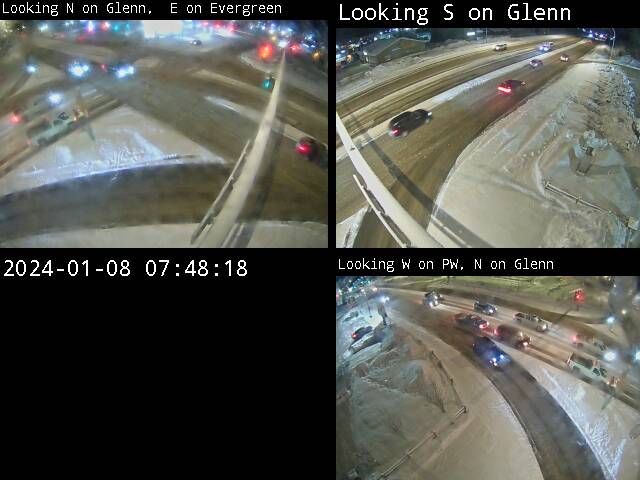 Looking N on Glenn,  E on Evergreen
Looking S on Glenn
2024-01-08 07:48:18
Looking W on PW, N on Glenn